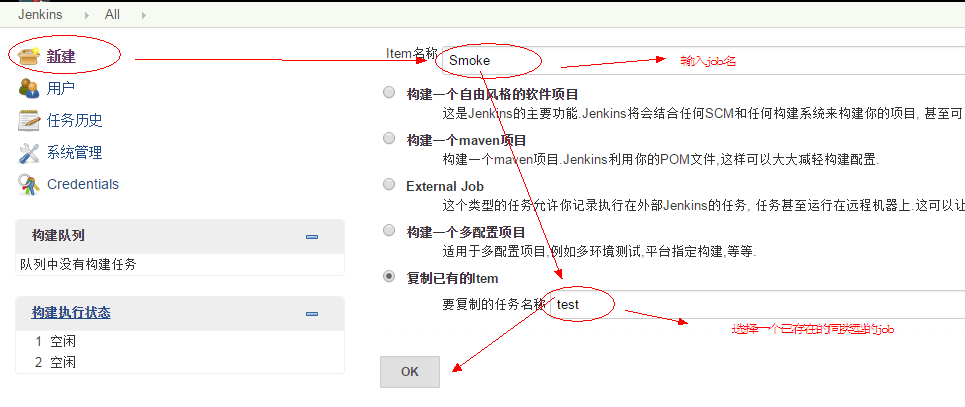 Jenkins All
新建
用户
任务历史
系统管理
Credentials
构建队列
队列中没有构建任务
构建执行状态
1 空闲
2 空闲
Item名称
Smoke
输入job名
构建一个自由风格的软件项目
这是Jenkins的主要功能.Jenkins将会结合任何SCM和任何构建系统来构建你的项目, 甚至可
构建一个maven项目
构建一个maven项目.Jenkins利用你的POM文件,这样可以大大减轻构建配置.
External Job
这个类型的任务允许你记录执行在外部Jenkins的任务, 任务甚至运行在远程机器上.这可以让
构建一个多配置项目
适用于多配置项目,例如多环境测试,平台指定构建,等等.
复制已有的Item
要复制的任务名称
test
选择一个已存在的同类型的job
OK